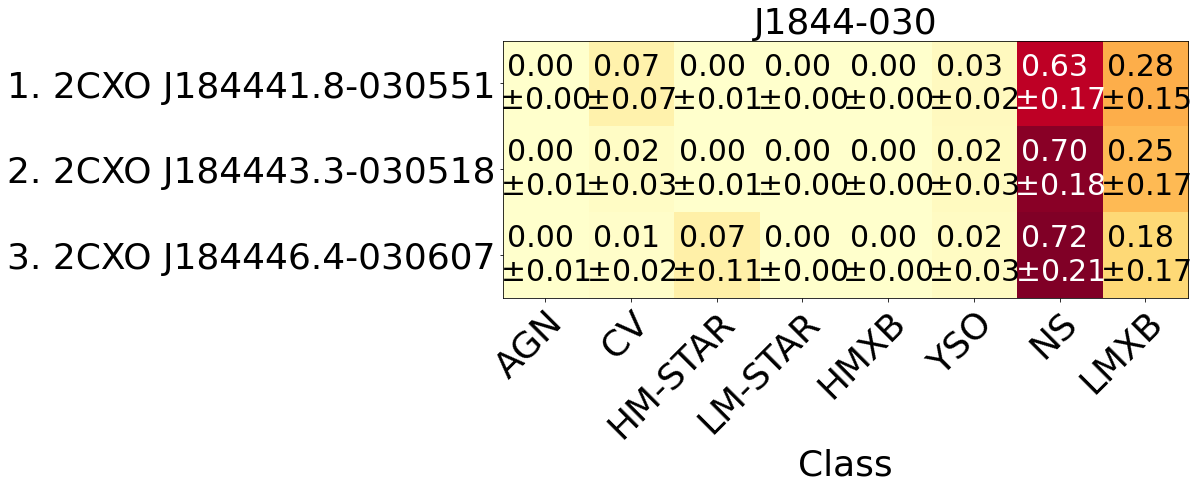 J1844-030
1. 2CXO J184441.8-030551
0.00 0.07 0.00 0.00 0.00 0.03 0.63 0.28
±0.00 ±0.07 ±0.01 ±0.00 ±0.00 ±0.02 ±0.17 ±0.15
2. 2CXO J184443.3-030518
0.00 0.02 0.00 0.00 0.00 0.02 0.70 0.25
±0.01 ±0.03 ±0.01 ±0.00 ±0.00 ±0.03 ±0.18 ±0.17
3. 2CXO J184446.4-030607
0.00 0.01 0.07 0.00 0.00 0.02 0.72 0.18
±0.01 ±0.02 ±0.11 ±0.00 ±0.00 ±0.03 ±0.21 ±0.17
AGN CV HM-STAR LM-STAR HMXB YSO NS LMXB
Class